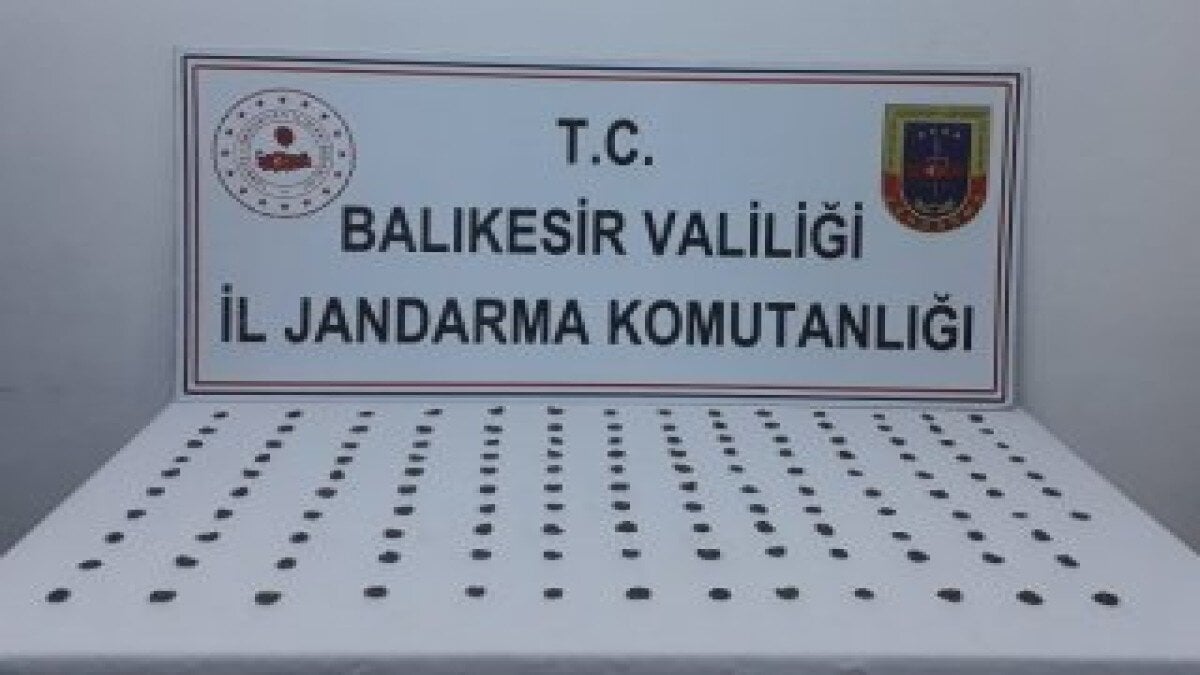 T.C.
BALIKESİR VALİLİĞİ
İL JANDARMA KOMUTANLIĞI